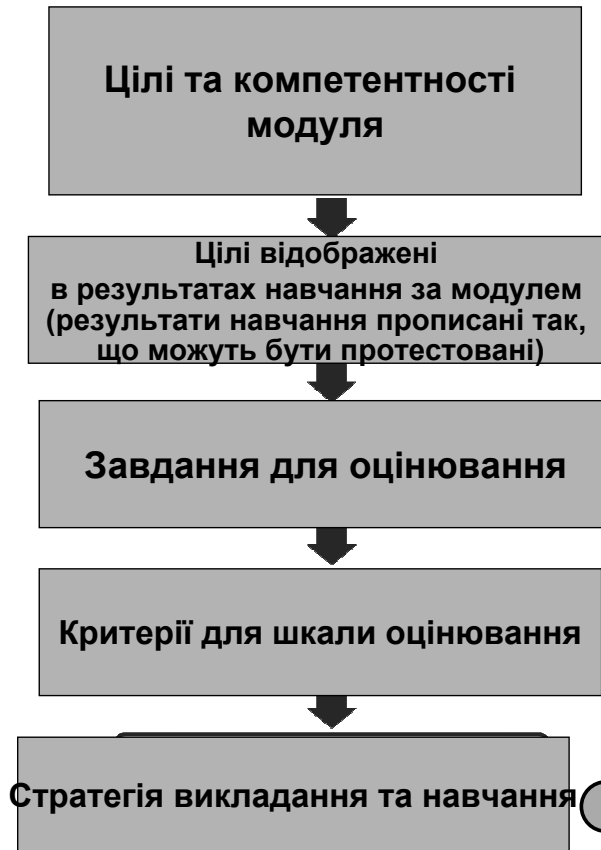 Цілі та компетентності
модуля
Цілі відображені
в результатах навчання за модулем
(результати навчання прописані так,
що можуть бути протестовані)
Завдання для оцінювання
Критерії для шкали оцінювання
Стратегія викладання та навчання